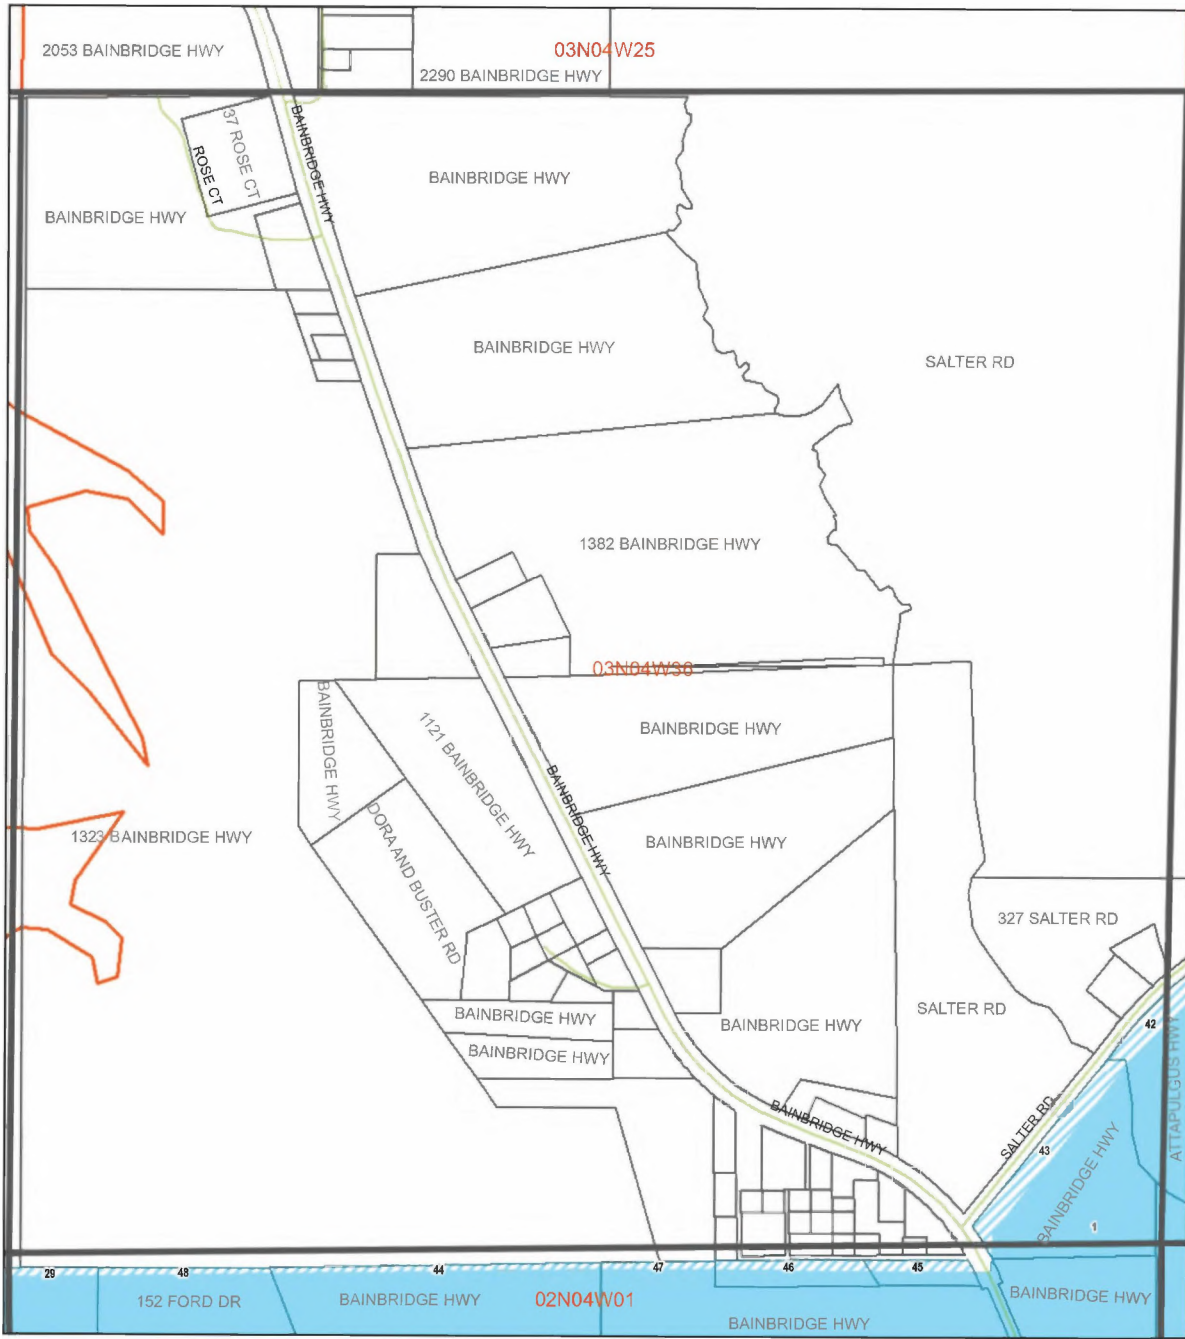 2053 BAINBRIDGE HWY
03N04W25
2290 BAINBRIDGE HWY
37 ROSE CT
ROSE CT
BAINBRIDGE HWY
BAINBRIDGE HWY
BAINBRIDGE HWY
BAINBRIDGE HWY
SALTER RD
1382 BAINBRIDGE HWY
03N04W36
BAINBRIDGE HWY
1121 BAINBRIDGE HWY
BAINBRIDGE HWY
BAINBRIDGE HWY
1323 BAINBRIDGE HWY
DORA AND BUSTER RD
BAINBRIDGE HWY
327 SALTER RD
BAINBRIDGE HWY
BAINBRIDGE HWY
BAINBRIDGE HWY
SALTER RD
42
ATTAPULGUS HWY
BAINBRIDGE HWY
SALTER RD
43
BAINBRIDGE HWY
1
29
48
44
47
46
45
152 FORD DR
BAINBRIDGE HWY
02N04W01
BAINBRIDGE HWY
BAINBRIDGE HWY